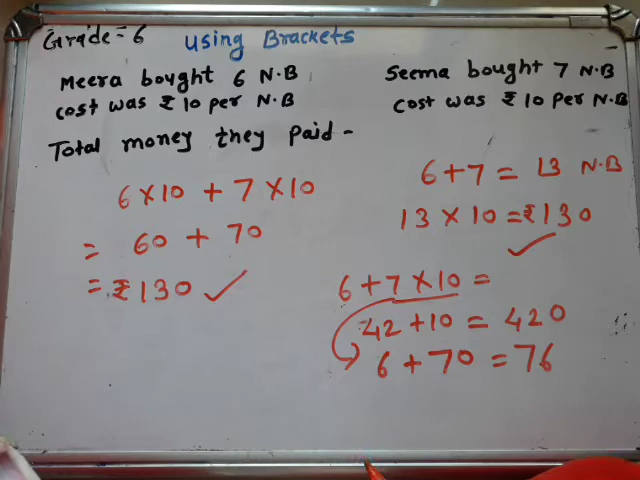 Grade = 6
Using Brackets
Meera bought 6 N.B
cost was ₹ 10 per N.B
Seema bought 7 N.B
cost was ₹ 10 per N.B
Total money they paid -
6 × 10 + 7 × 10
= 60 + 70
= ₹ 130 ✓
6 + 7 = 13 N.B
13 × 10 = ₹ 130
✓
6 + 7 × 10 =
42 + 10 = 420
6 + 70 = 76